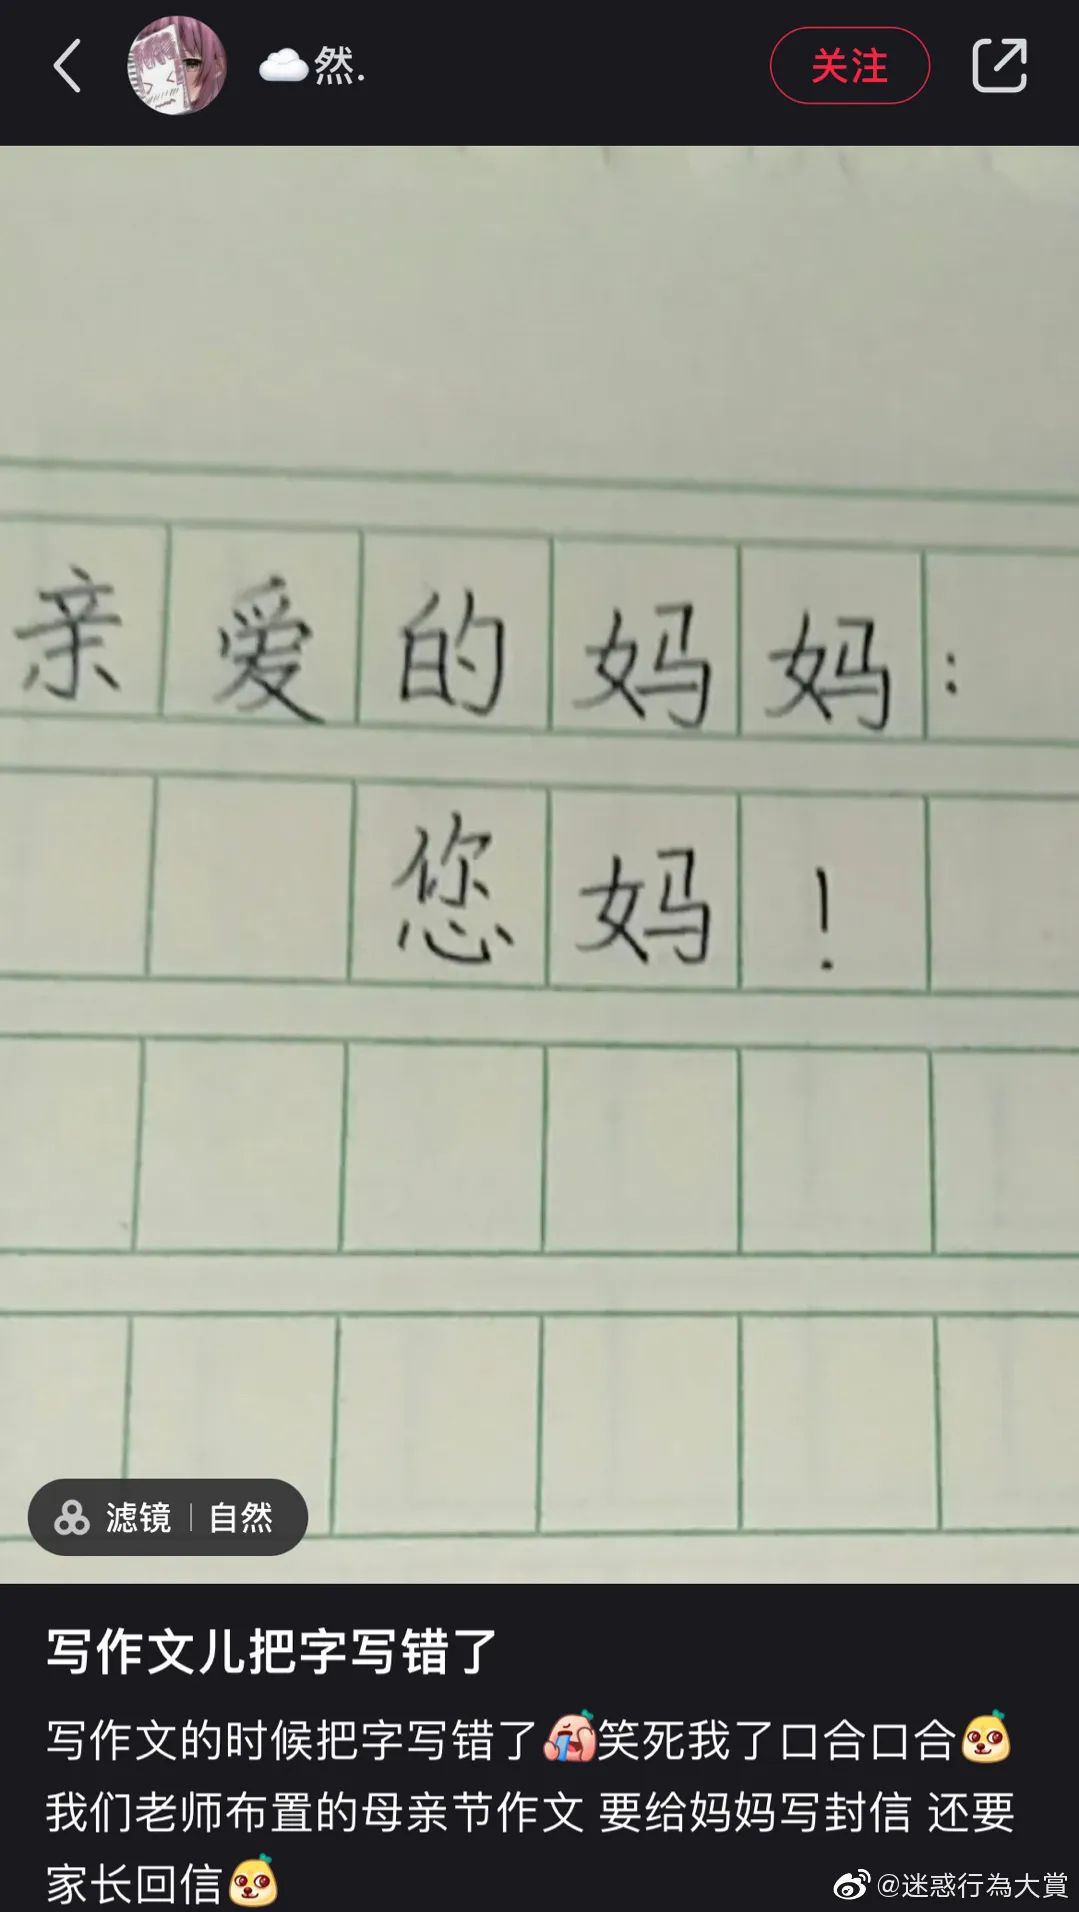 然.
关注
亲爱的妈妈：
您妈！
滤镜｜自然
写作文儿把字写错了
写作文的时候把字写错了笑死我了口合口合
我们老师布置的母亲节作文 要给妈妈写封信 还要
家长回信
@迷惑行為大賞